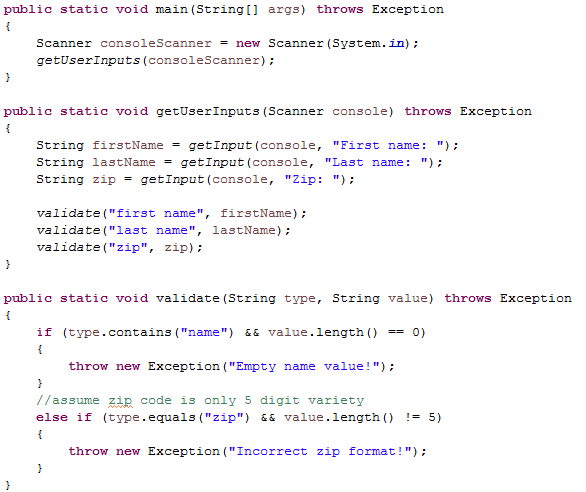 public static void main(String[] args) throws Exception
{
    Scanner consoleScanner = new Scanner(System.in);
    getUserInputs(consoleScanner);
}
public static void getUserInputs(Scanner console) throws Exception
{
    String firstName = getInput(console, "First name: ");
    String lastName = getInput(console, "Last name: ");
    String zip = getInput(console, "Zip: ");
    validate("first name", firstName);
    validate("last name", lastName);
    validate("zip", zip);
}
public static void validate(String type, String value) throws Exception
{
    if (type.contains("name") && value.length() == 0)
    {
        throw new Exception("Empty name value!");
    }
    //assume zip code is only 5 digit variety
    else if (type.equals("zip") && value.length() != 5)
    {
        throw new Exception("Incorrect zip format!");
    }
}